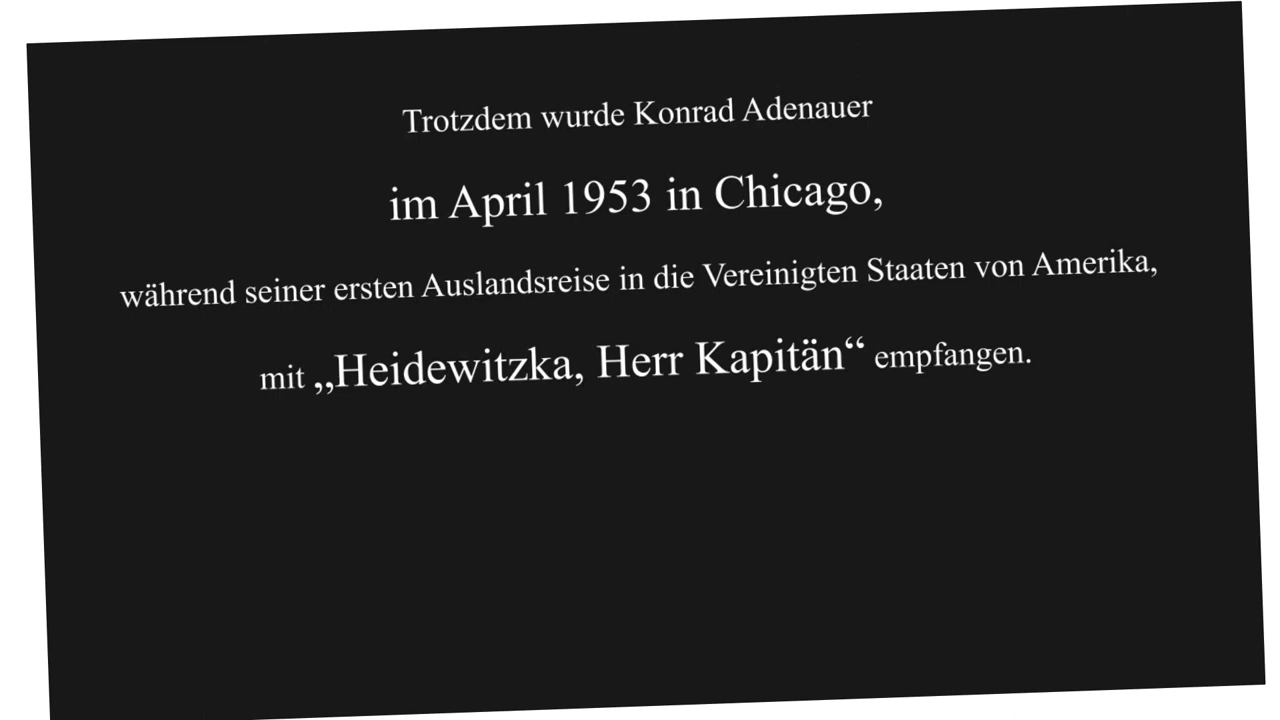 Trotzdem wurde Konrad Adenauer
im April 1953 in Chicago,
während seiner ersten Auslandsreise in die Vereinigten Staaten von Amerika,
mit „Heidewitzka, Herr Kapitän“ empfangen.